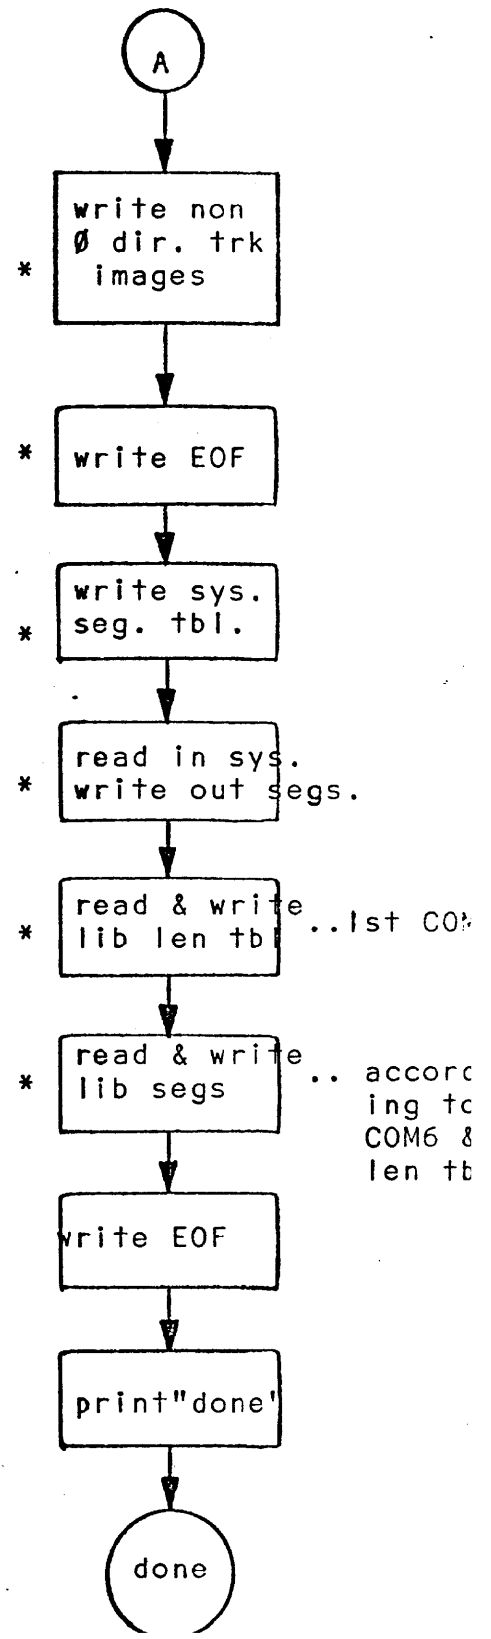 A
write non
Ø dir. trk
* images
* write EOF
write sys.
* seg. tbl.
read in sys.
* write out segs.
read & write
* lib len tbl ..1st
read & write .. 
* lib segs ing
COM6 &
len
write EOF
print"done'
done